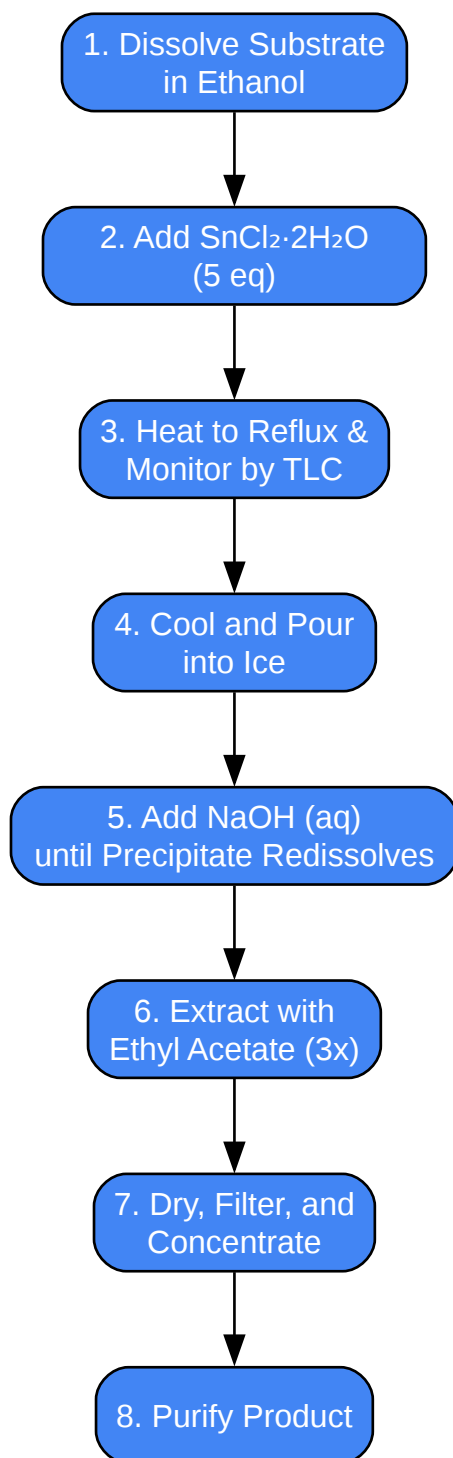 1. Dissolve Substrate
in Ethanol
2. Add SnCl₂·2H₂O
(5 eq)
3. Heat to Reflux &
Monitor by TLC
4. Cool and Pour
into Ice
5. Add NaOH (aq)
until Precipitate Redissolves
6. Extract with
Ethyl Acetate (3x)
7. Dry, Filter, and
Concentrate
8. Purify Product